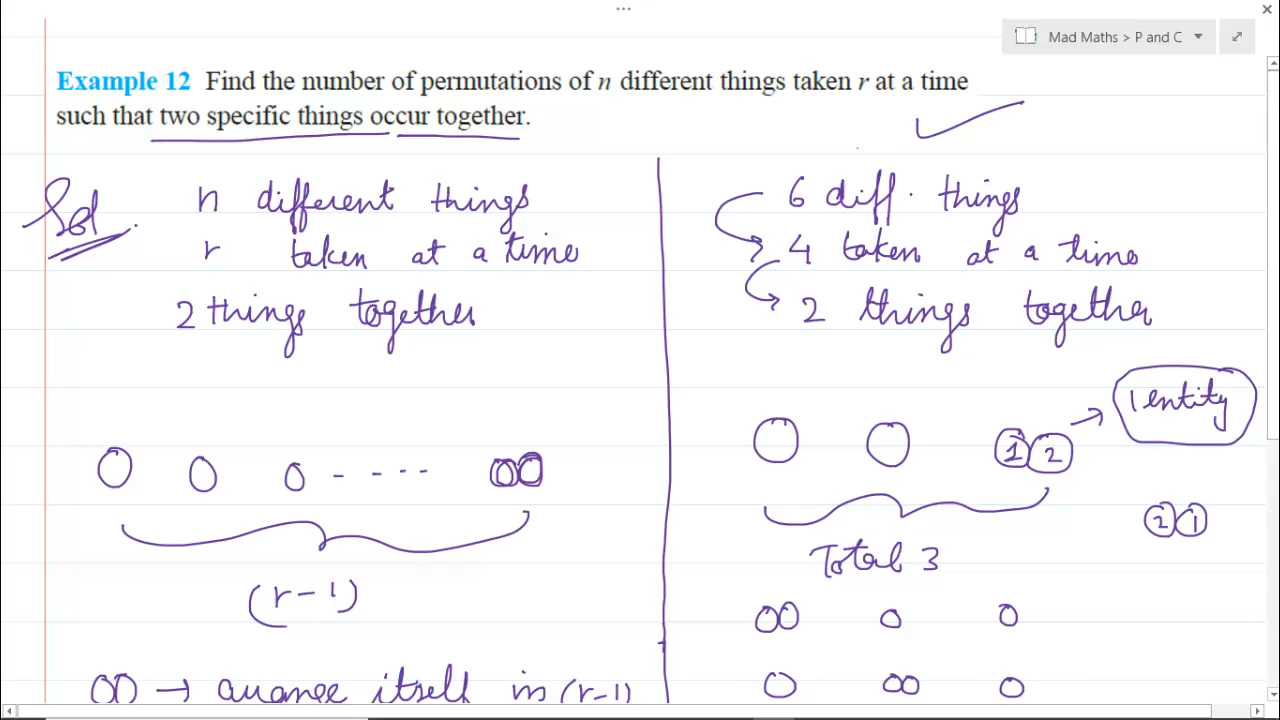 Mad Maths > P and C
Example 12 Find the number of permutations of n different things taken r at a time
such that two specific things occur together.
Sol.
n different things
r taken at a time
2 things together
(r-1)
00 → arrange itself in (r-1)
6 diff. things
4 taken at a time
2 things together
1 2 → 1 entity
2 1
Total 3